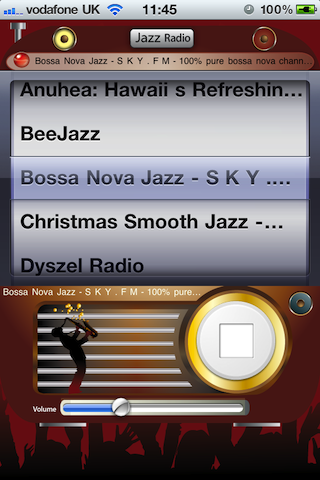 vodafone UK 11:45 100%
Jazz Radio
Bossa Nova Jazz - S K Y . F M - 100% pure bossa nova chann...
Anuhea: Hawaii s Refreshin...
BeeJazz
Bossa Nova Jazz - S K Y ....
Christmas Smooth Jazz -...
Dyszel Radio
Bossa Nova Jazz - S K Y . F M - 100% pure...
Volume